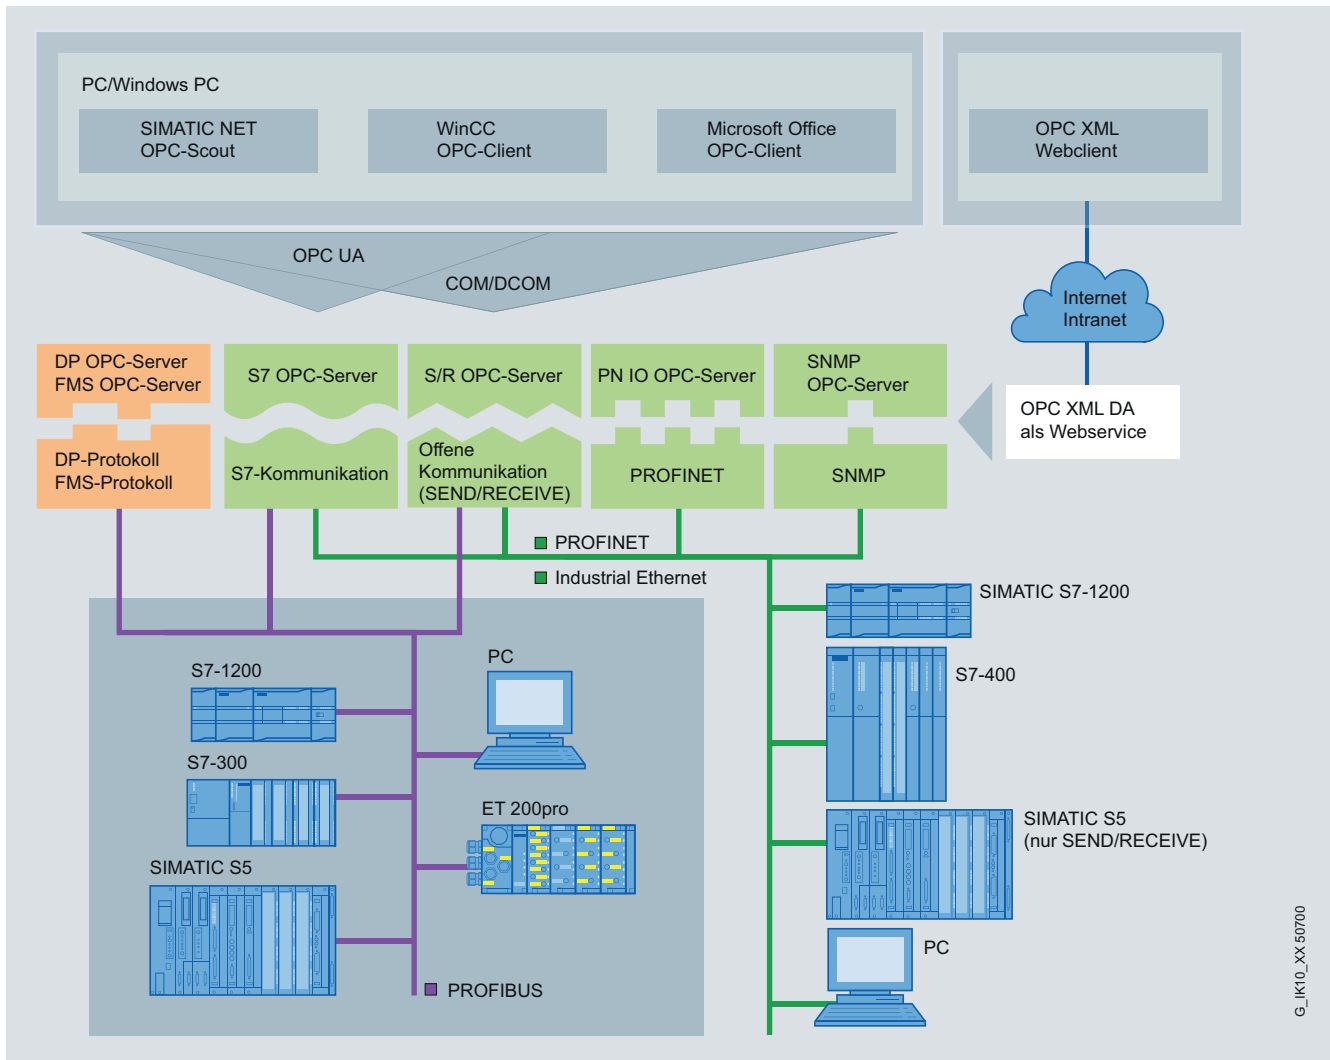 PC/Windows PC
SIMATIC NET
OPC-Scout
WinCC
OPC-Client
Microsoft Office
OPC-Client
OPC XML
Webclient
OPC UA
COM/DCOM
Internet
Intranet
DP OPC-Server
FMS OPC-Server
S7 OPC-Server
S/R OPC-Server
PN IO OPC-Server
SNMP
OPC-Server
OPC XML DA
als Webservice
DP-Protokoll
FMS-Protokoll
S7-Kommunikation
Offene
Kommunikation
(SEND/RECEIVE)
PROFINET
SNMP
PROFINET
Industrial Ethernet
SIMATIC S7-1200
S7-400
SIMATIC S5
(nur SEND/RECEIVE)
PC
S7-1200
PC
S7-300
ET 200pro
SIMATIC S5
PROFIBUS
G_IK10_XX 50700